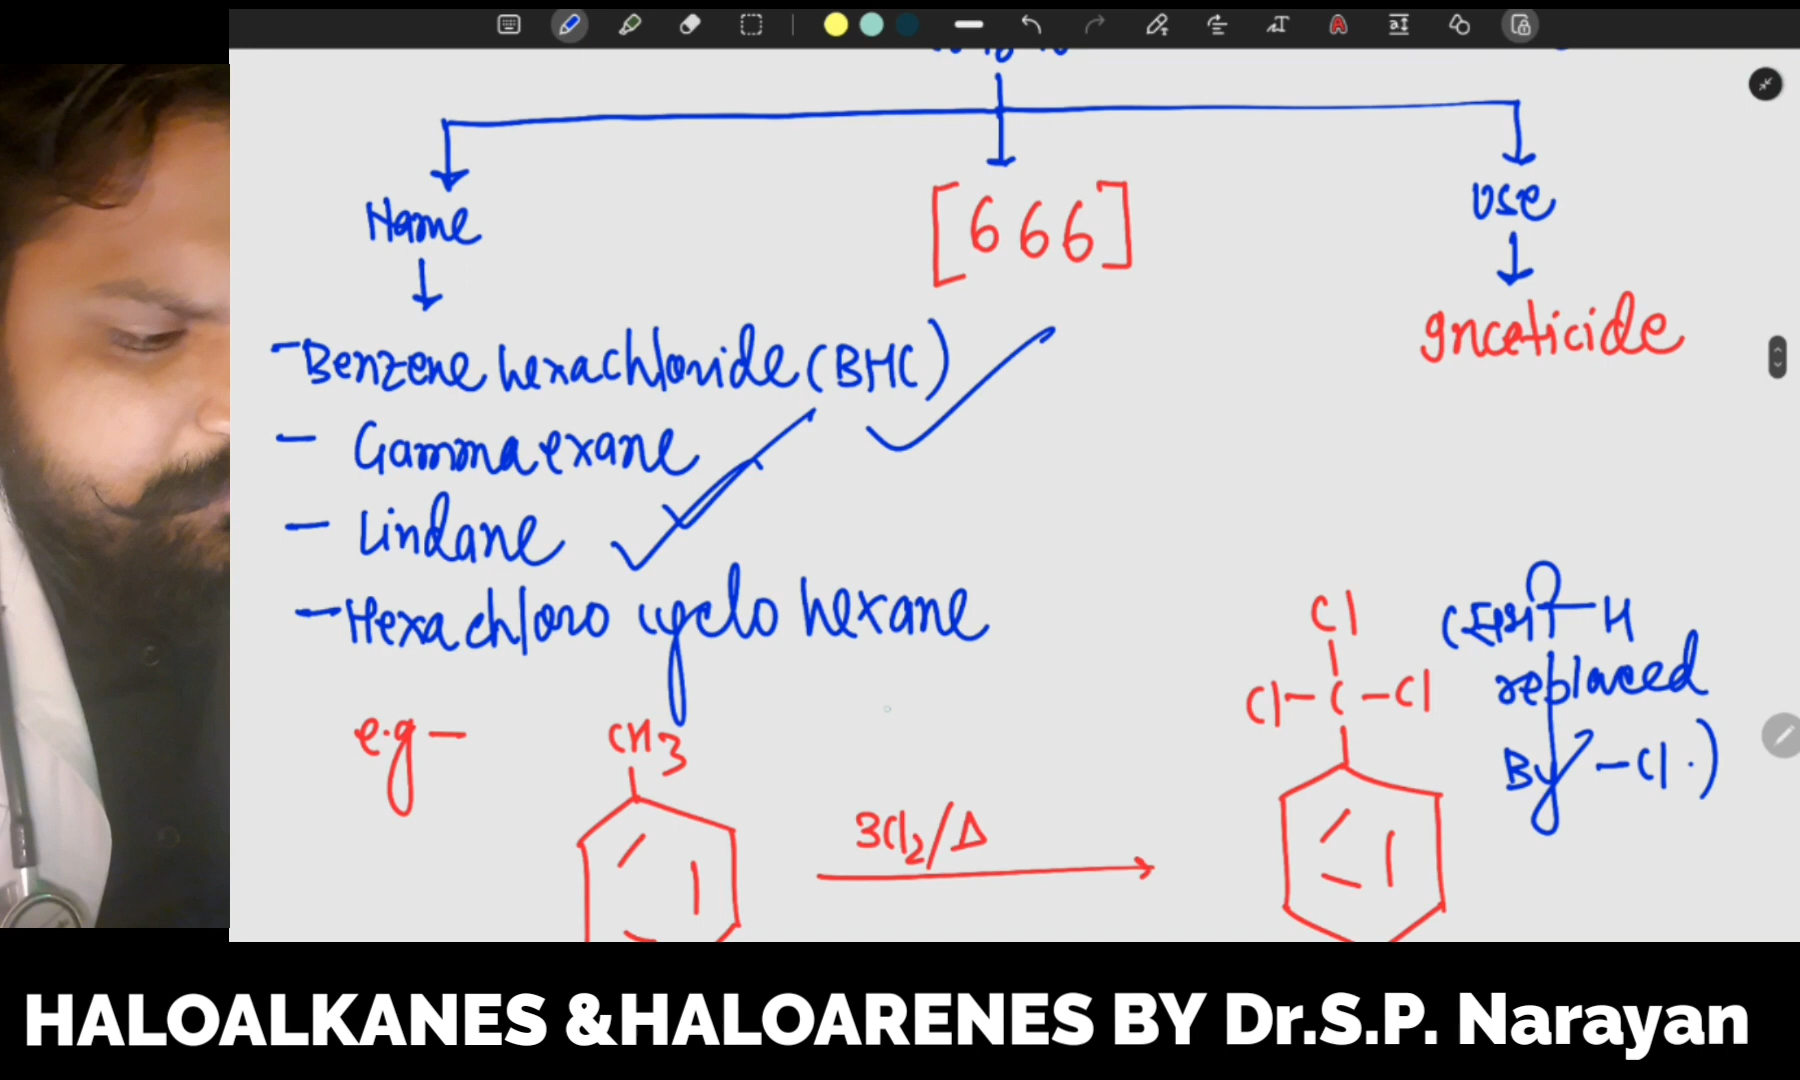 Name
[666]
Use
Inceticide
- Benzene hexachloride (BHC)
- Gammaexane
- Lindane
- Hexachloro cyclo hexane
Cl
Cl-C-Cl
-H
replaced
By -Cl.)
e.g-
CH3
3Cl2/Δ
HALOALKANES &HALOARENES BY Dr.S.P. Narayan